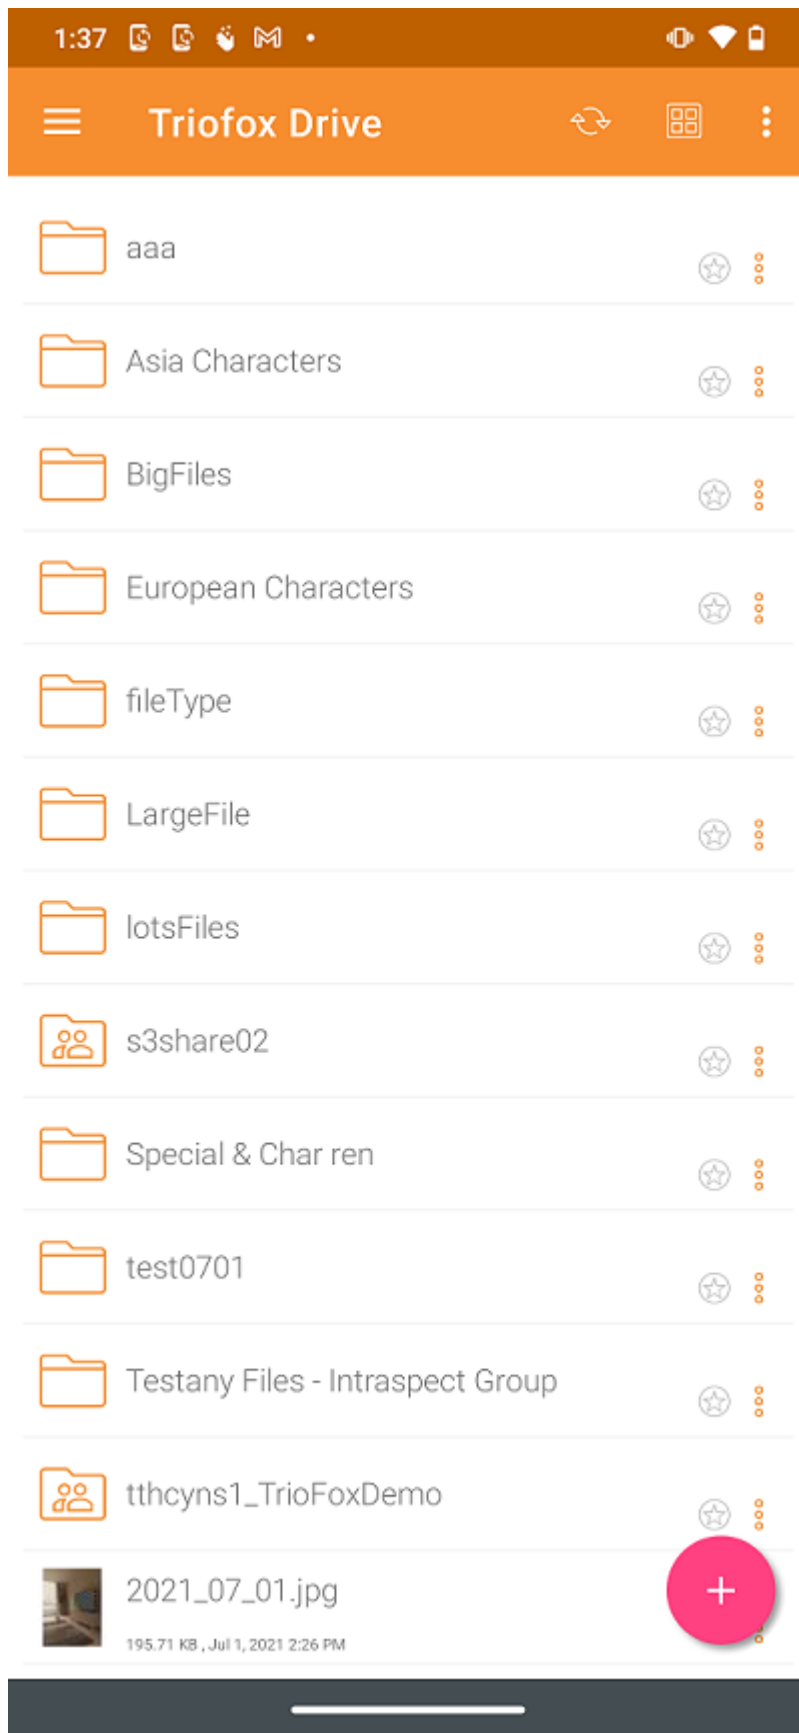 1:37
Triofox Drive
aaa
Asia Characters
BigFiles
European Characters
fileType
LargeFile
lotsFiles
s3share02
Special & Char ren
test0701
Testany Files - Intraspect Group
tthcyns1_TrioFoxDemo
2021_07_01.jpg
195.71 KB , Jul 1, 2021 2:26 PM